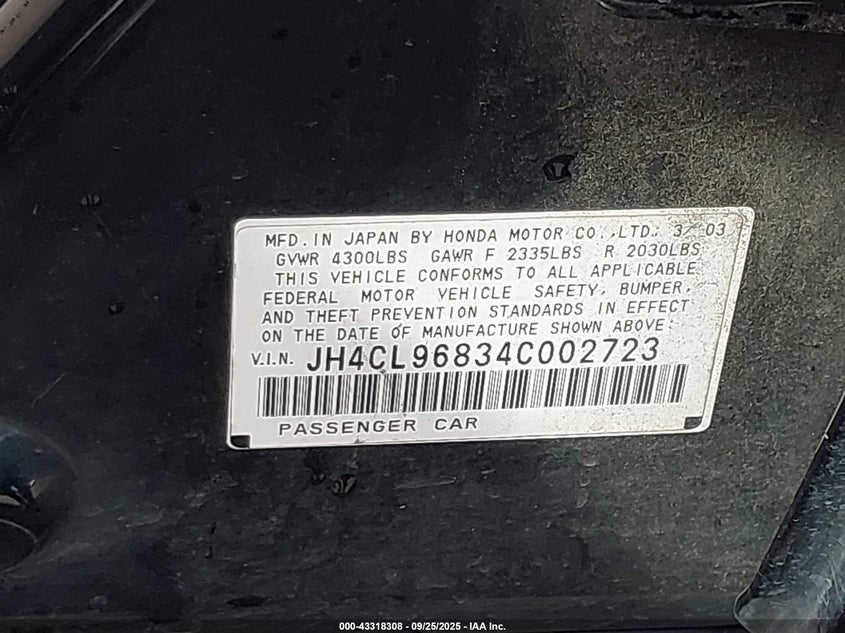 MFD. IN JAPAN BY HONDA MOTOR CO., LTD. 3/03
GVWR 4300LBS GAWR F 2335LBS R 2030LBS
THIS VEHICLE CONFORMS TO ALL APPLICABLE
FEDERAL MOTOR VEHICLE SAFETY, BUMPER,
AND THEFT PREVENTION STANDARDS IN EFFECT
ON THE DATE OF MANUFACTURE SHOWN ABOVE.
V.I.N. JH4CL96834C002723
PASSENGER CAR
000-43318308 - 09/25/2025 - IAA Inc.